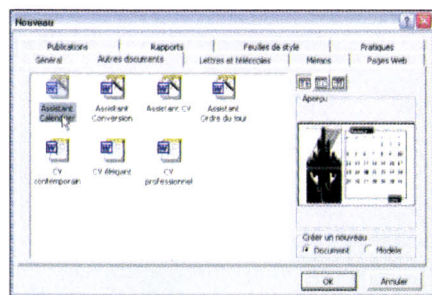 Nouveau
Publications Rapports Feuilles de style Pratiques
Général Autres documents Lettres et télécopies Mémos Pages Web
Assistant Calendrier
Assistant Conversion
Assistant CV
Assistant Ordre du jour
CV contemporain
CV élégant
CV professionnel
Aperçu
Créer un nouveau
Document Modèle
OK Annuler